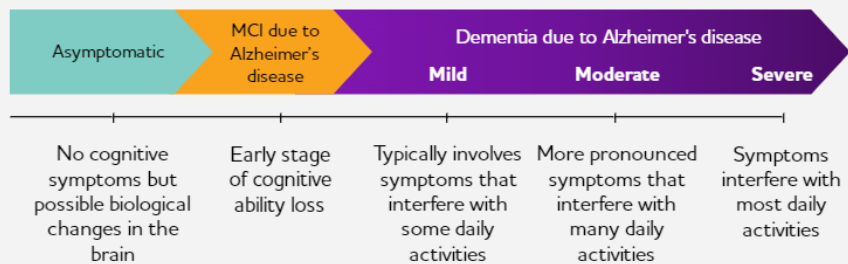 Asymptomatic
MCI due to
Alzheimer's
disease
Dementia due to Alzheimer's disease
Mild
Moderate
Severe
No cognitive
symptoms but
possible biological
changes in the
brain
Early stage
of cognitive
ability loss
Typically involves
symptoms that
interfere with
some daily
activities
More pronounced
symptoms that
interfere with
many daily
activities
Symptoms
interfere with
most daily
activities